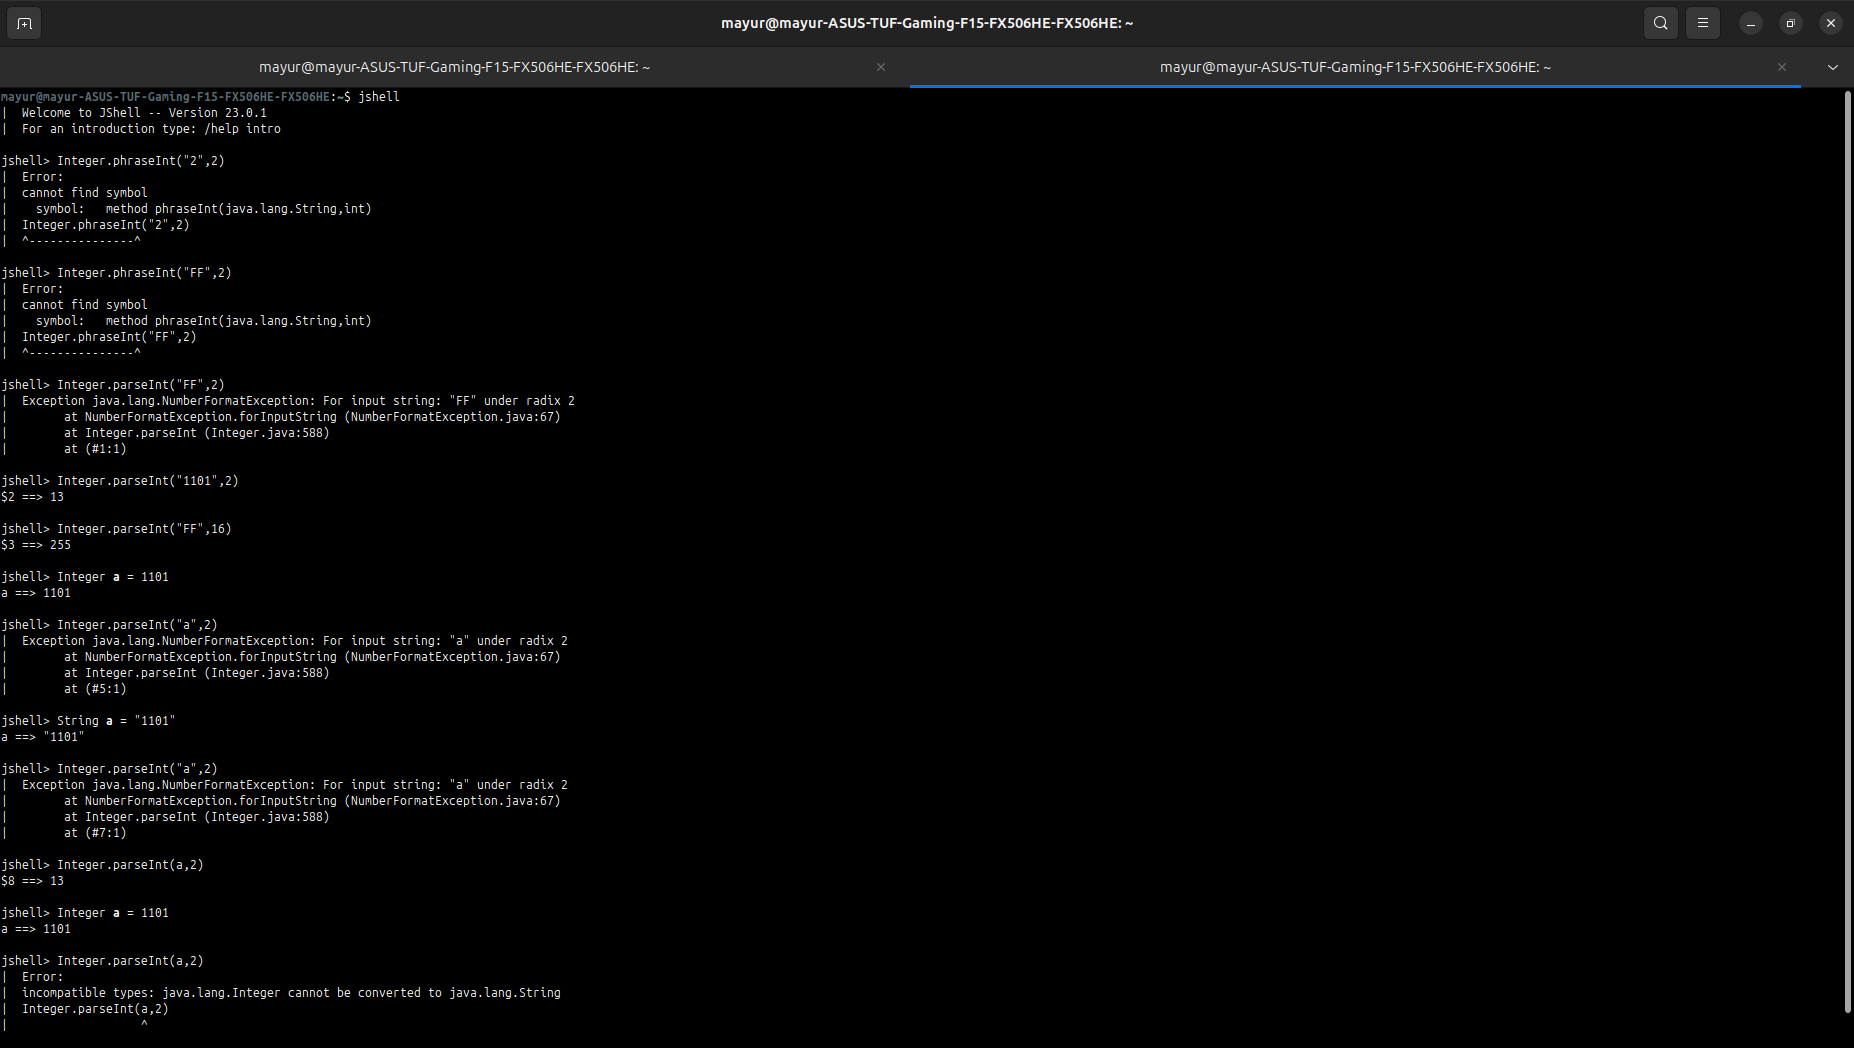 mayur@mayur-ASUS-TUF-Gaming-F15-FX506HE-FX506HE: ~
mayur@mayur-ASUS-TUF-Gaming-F15-FX506HE-FX506HE: ~
mayur@mayur-ASUS-TUF-Gaming-F15-FX506HE-FX506HE: ~
mayur@mayur-ASUS-TUF-Gaming-F15-FX506HE-FX506HE:~$ jshell
|  Welcome to JShell -- Version 23.0.1
|  For an introduction type: /help intro
jshell> Integer.phraseInt("2",2)
|  Error:
|  cannot find symbol
|    symbol:   method phraseInt(java.lang.String,int)
|  Integer.phraseInt("2",2)
|  ^---------------^
jshell> Integer.phraseInt("FF",2)
|  Error:
|  cannot find symbol
|    symbol:   method phraseInt(java.lang.String,int)
|  Integer.phraseInt("FF",2)
|  ^---------------^
jshell> Integer.parseInt("FF",2)
|  Exception java.lang.NumberFormatException: For input string: "FF" under radix 2
|        at NumberFormatException.forInputString (NumberFormatException.java:67)
|        at Integer.parseInt (Integer.java:588)
|        at (#1:1)
jshell> Integer.parseInt("1101",2)
$2 ==> 13
jshell> Integer.parseInt("FF",16)
$3 ==> 255
jshell> Integer a = 1101
a ==> 1101
jshell> Integer.parseInt("a",2)
|  Exception java.lang.NumberFormatException: For input string: "a" under radix 2
|        at NumberFormatException.forInputString (NumberFormatException.java:67)
|        at Integer.parseInt (Integer.java:588)
|        at (#5:1)
jshell> String a = "1101"
a ==> "1101"
jshell> Integer.parseInt("a",2)
|  Exception java.lang.NumberFormatException: For input string: "a" under radix 2
|        at NumberFormatException.forInputString (NumberFormatException.java:67)
|        at Integer.parseInt (Integer.java:588)
|        at (#7:1)
jshell> Integer.parseInt(a,2)
$8 ==> 13
jshell> Integer a = 1101
a ==> 1101
jshell> Integer.parseInt(a,2)
|  Error:
|  incompatible types: java.lang.Integer cannot be converted to java.lang.String
|  Integer.parseInt(a,2)
|                   ^